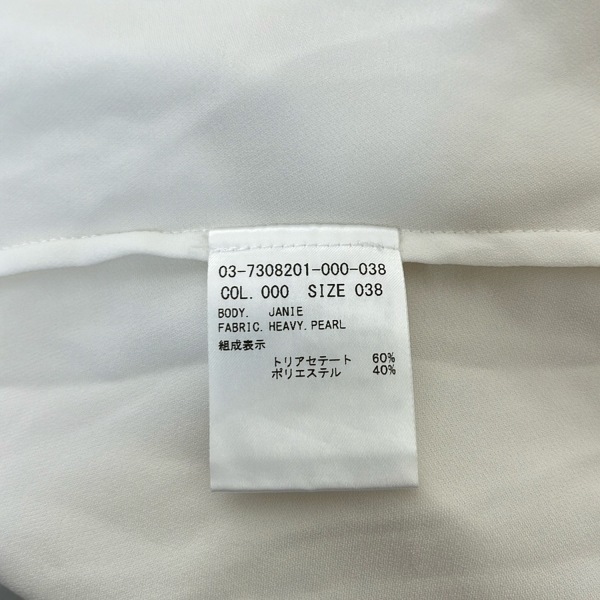 03-7308201-000-038
COL. 000 SIZE 038
BODY. JANIE
FABRIC. HEAVY. PEARL
組成表示
トリアセテート 60%
ポリエステル 40%